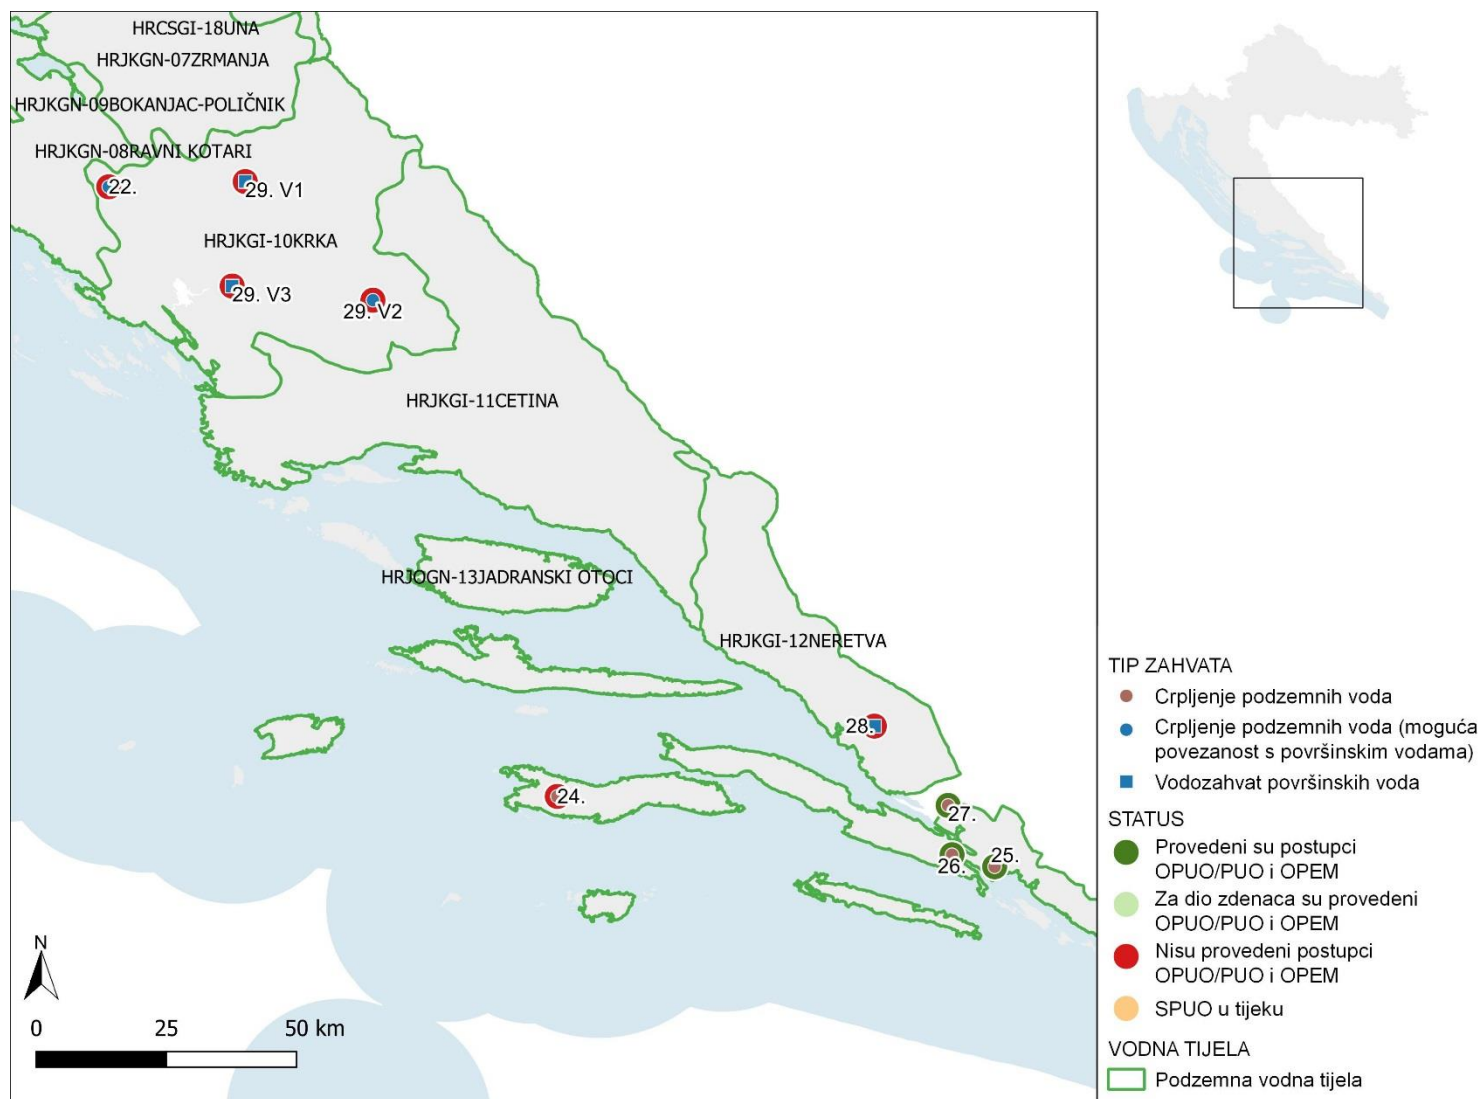 HRCSGI-18UNA
HRJKGN-07ZRMANJA
HRJKGN-09BOKANJAC-POLIČNIK
HRJKGN-08RAVNI KOTARI
22.
29. V1
HRJKGI-10KRKA
29. V3
29. V2
HRJKGI-11CETINA
HRJOGN-13JADRANSKI OTOCI
HRJKGI-12NERETVA
28.
24.
27.
26.
25.
N
0 25 50 km
TIP ZAHVATA
Crpljenje podzemnih voda
Crpljenje podzemnih voda (moguća
povezanost s površinskim vodama)
Vodozahvat površinskih voda
STATUS
Provedeni su postupci
OPUO/PUO i OPEM
Za dio zdenaca su provedeni
OPUO/PUO i OPEM
Nisu provedeni postupci
OPUO/PUO i OPEM
SPUO u tijeku
VODNA TIJELA
Podzemna vodna tijela